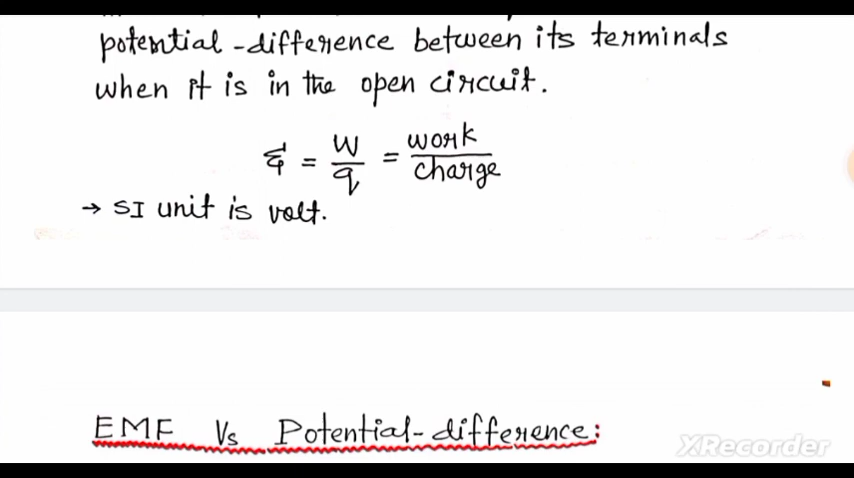 potential-difference between its terminals
when it is in the open circuit.
ξ = W/q = work/charge
→ SI unit is volt.
EMF Vs Potential-difference:
XRecorder